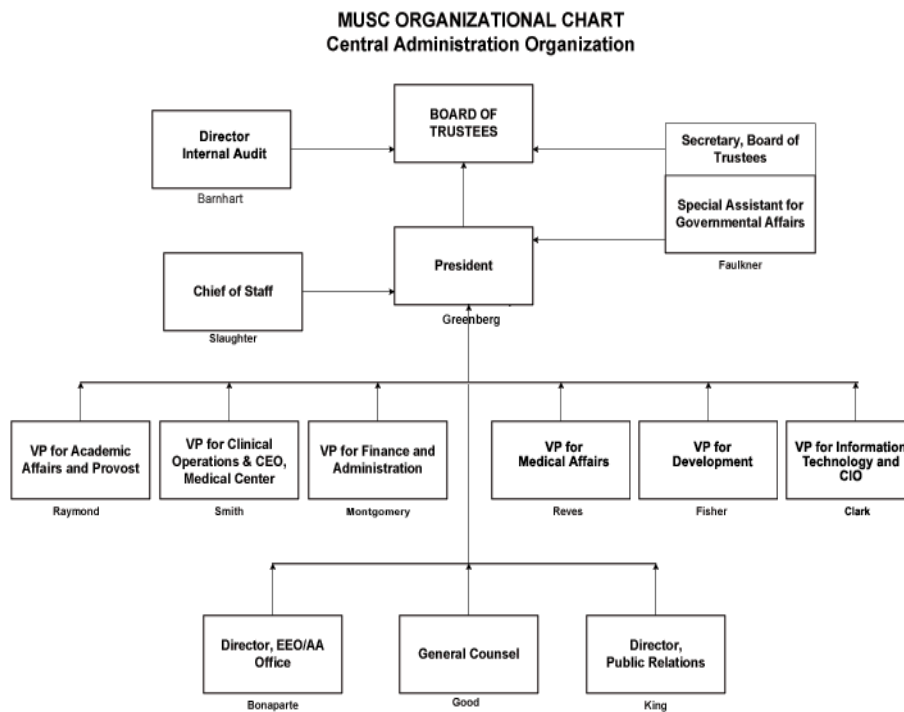 MUSC ORGANIZATIONAL CHART
Central Administration Organization
BOARD OF
TRUSTEES
Director
Internal Audit
Barnhart
Secretary, Board of
Trustees
Special Assistant for
Governmental Affairs
Faulkner
President
Greenberg
Chief of Staff
Slaughter
VP for Academic
Affairs and Provost
Raymond
VP for Clinical
Operations & CEO,
Medical Center
Smith
VP for Finance and
Administration
Montgomery
VP for
Medical Affairs
Reves
VP for
Development
Fisher
VP for Information
Technology and
CIO
Clark
Director, EEO/AA
Office
Bonaparte
General Counsel
Good
Director,
Public Relations
King